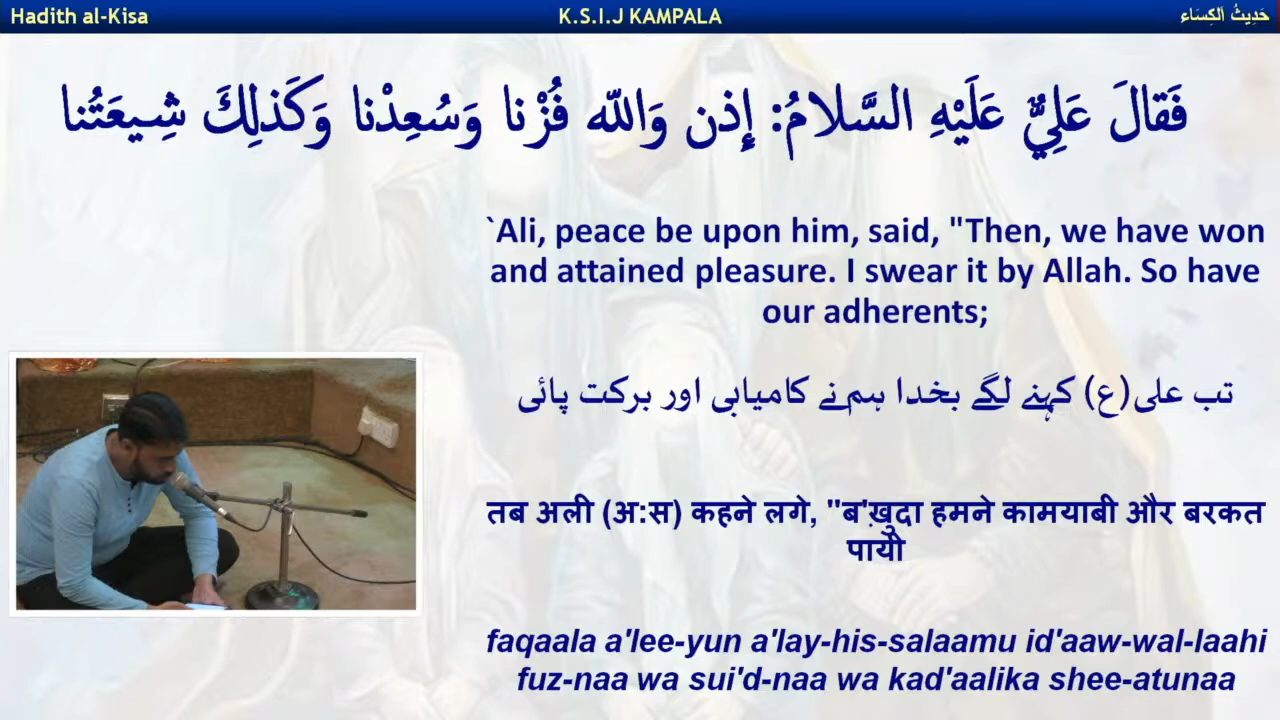 Hadith al-Kisa
K.S.I.J KAMPALA
حَدِيثُ ٱلكِسَاء
فَقالَ عَلِيٌّ عَلَيْهِ السَّلامُ: إِذن وَاللّه فُزْنا وَسُعِدْنا وَكَذلِكَ شِيعَتُنا
`Ali, peace be upon him, said, "Then, we have won
and attained pleasure. I swear it by Allah. So have
our adherents;
تب علی(ع) کہنے لگے بخدا ہم نے کامیابی اور برکت پائی
तब अली (अ:स) कहने लगे, "ब'ख़ुदा हमने कामयाबी और बरकत
पायी
faqaala a'lee-yun a'lay-his-salaamu id'aaw-wal-laahi
fuz-naa wa sui'd-naa wa kad'aalika shee-atunaa